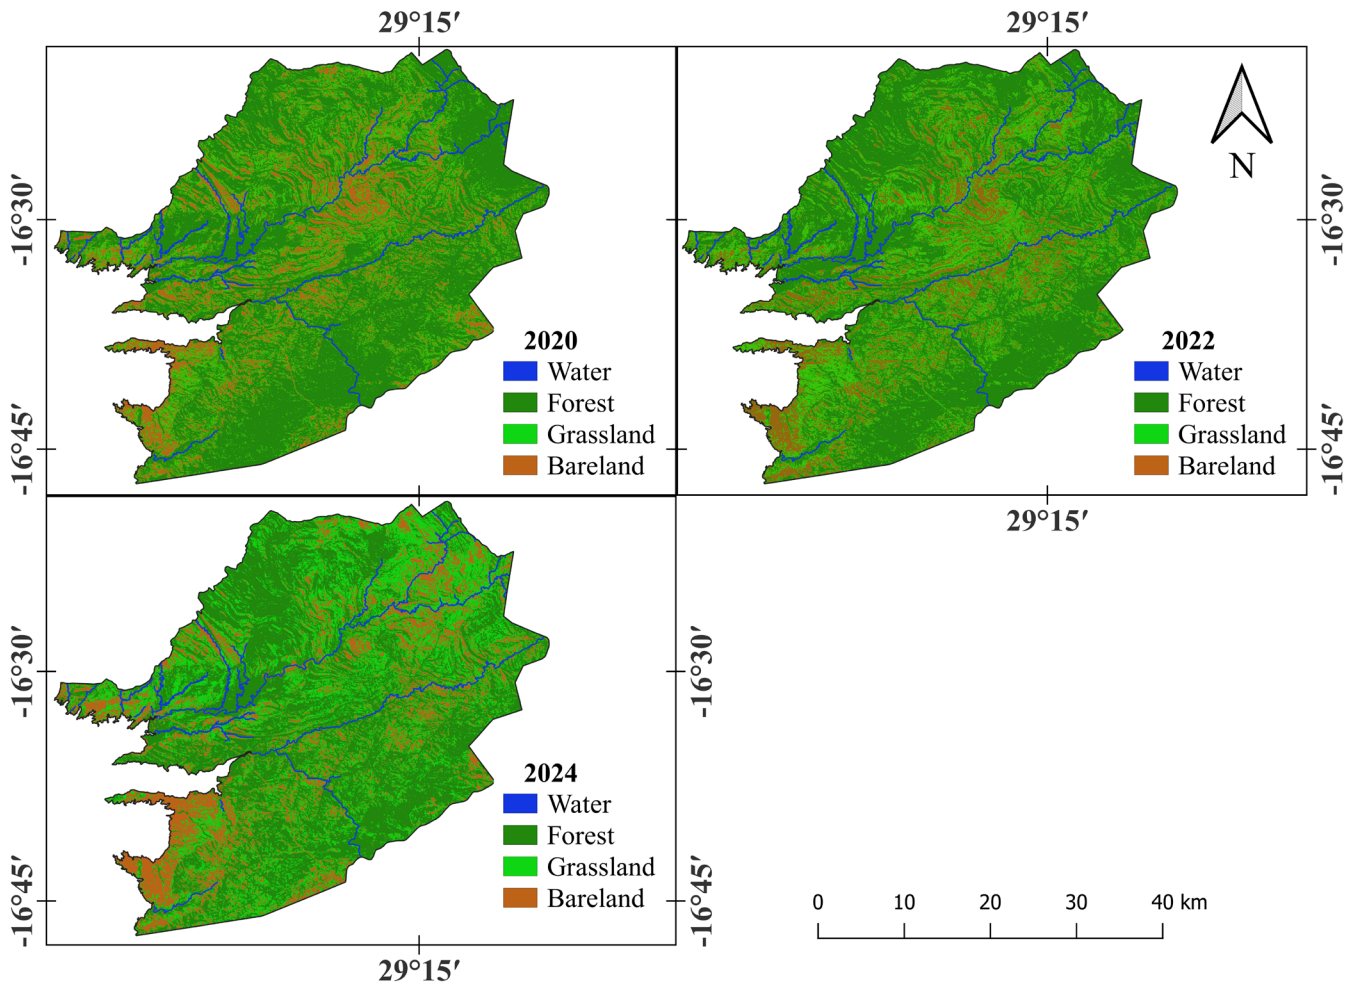 29°15′ 29°15′
N
-16°30′ -16°30′
2020 2022
Water Water
Forest Forest
Grassland Grassland
Bareland Bareland
-16°45′ -16°45′
29°15′
-16°30′ -16°30′
2024
Water
Forest
Grassland
Bareland
-16°45′ -16°45′
0 10 20 30 40 km
29°15′